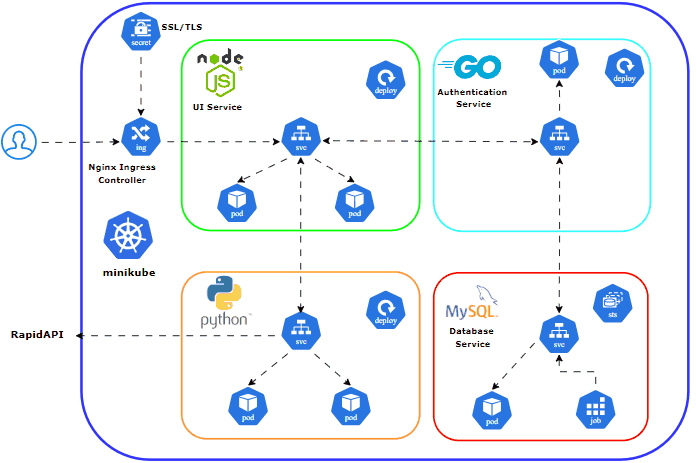 SSL/TLS
secret
node
JS
UI Service
deploy
GO
Authentication
Service
pod
deploy
ing
svc
svc
Nginx Ingress
Controller
pod
pod
minikube
python
deploy
MySQL
Database
Service
sts
RapidAPI
svc
svc
pod
pod
pod
job